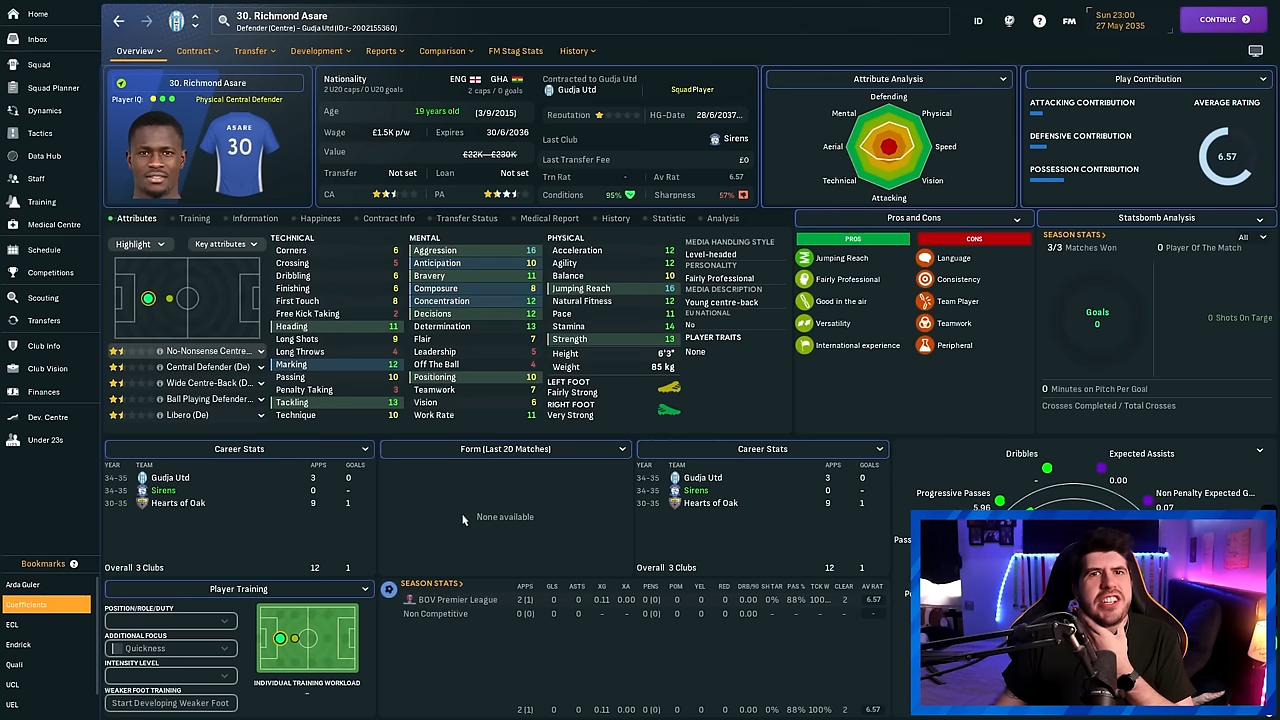 Home
Inbox
Squad
Squad Planner
Dynamics
Tactics
Data Hub
Staff
Training
Medical Centre
Schedule
Competitions
Scouting
Transfers
Club Info
Club Vision
Finances
Dev. Centre
Under 23s
Bookmarks
Arda Guler
Coefficients
ECL
Endrick
Quali
UCL
UEL
30. Richmond Asare
Defender (Centre) - Gudja Utd (ID:r-2002155360)
ID
FM
Sun 23:00
27 May 2035
CONTINUE
Overview Contract Transfer Development Reports Comparison FM Stag Stats History
30. Richmond Asare
Player IQ: Physical Central Defender
ASARE
30
Nationality ENG GHA
2 U20 caps/0 U20 goals 2 caps/ 0 goals
Age 19 years old (3/9/2015)
Wage £1.5K p/w Expires 30/6/2036
Value £22K - £230K
Transfer Not set Loan Not set
CA PA
Contracted to Gudja Utd
Gudja Utd SquadPlayer
Reputation HG-Date 28/6/2037...
Last Club Sirens
Last Transfer Fee £0
Trn Rat - Av Rat 6.57
Conditions 95% Sharpness 57%
Attribute Analysis
Defending
Mental Physical
Aerial Speed
Technical Vision
Attacking
Play Contribution
ATTACKING CONTRIBUTION AVERAGE RATING
DEFENSIVE CONTRIBUTION
6.57
POSSESSION CONTRIBUTION
Attributes Training Information Happiness Contract Info Transfer Status Medical Report History Statistic Analysis
Highlight Key attributes
No-Nonsense Centre...
Central Defender (De)
Wide Centre-Back (D...
Ball Playing Defender...
Libero (De)
TECHNICAL
Corners 6
Crossing 5
Dribbling 6
Finishing 6
First Touch 8
Free Kick Taking 2
Heading 11
Long Shots 9
Long Throws 4
Marking 12
Passing 10
Penalty Taking 3
Tackling 13
Technique 10
MENTAL
Aggression 16
Anticipation 10
Bravery 11
Composure 8
Concentration 12
Decisions 12
Determination 13
Flair 7
Leadership 5
Off The Ball 4
Positioning 10
Teamwork 7
Vision 6
Work Rate 11
PHYSICAL
Acceleration 12
Agility 12
Balance 10
Jumping Reach 16
Natural Fitness 12
Pace 11
Stamina 14
Strength 13
Height 6'3"
Weight 85 kg
LEFT FOOT
Fairly Strong
RIGHT FOOT
Very Strong
MEDIA HANDLING STYLE
Level-headed
PERSONALITY
Fairly Professional
MEDIA DESCRIPTION
Young centre-back
EU NATIONAL
No
PLAYER TRAITS
None
Pros and Cons
PROS CONS
Jumping Reach Language
Fairly Professional Consistency
Good in the air Team Player
Versatility Teamwork
International experience Peripheral
Statsbomb Analysis
SEASON STATS All
3/3 Matches Won 0 Player Of The Match
Goals
0
0 Shots On Targe
0 Minutes on Pitch Per Goal
Crosses Completed / Total Crosses
Career Stats
YEAR TEAM APPS GOALS
34-35 Gudja Utd 3 0
34-35 Sirens 0 -
30-35 Hearts of Oak 9 1
Overall 3 Clubs 12 1
Form (Last 20 Matches)
None available
Career Stats
YEAR TEAM APPS GOALS
34-35 Gudja Utd 3 0
34-35 Sirens 0 -
30-35 Hearts of Oak 9 1
Overall 3 Clubs 12 1
Dribbles Expected Assists
- 0.00
Progressive Passes Non Penalty Expected G...
5.96 0.07
Player Training
POSITION/ROLE/DUTY
ADDITIONAL FOCUS
Quickness
INTENSITY LEVEL
WEAKER FOOT TRAINING
Start Developing Weaker Foot
INDIVIDUAL TRAINING WORKLOAD
-
SEASON STATS APPS GLS ASTS XG XA PENS POM YEL RED DRB/90 SH TAR PAS % TCK W CLEAR AV RAT
BOV Premier League 2 (1) 0 0 0.11 0.00 0 (0) 0 0 0 0.00 0% 88% 100... 2 6.57
Non Competitive - - - - - - - - - - - - - - -
2 (1) 0 0 0.11 0.00 0 (0) 0 0 0 0.00 0% 88% 100% 2 6.57